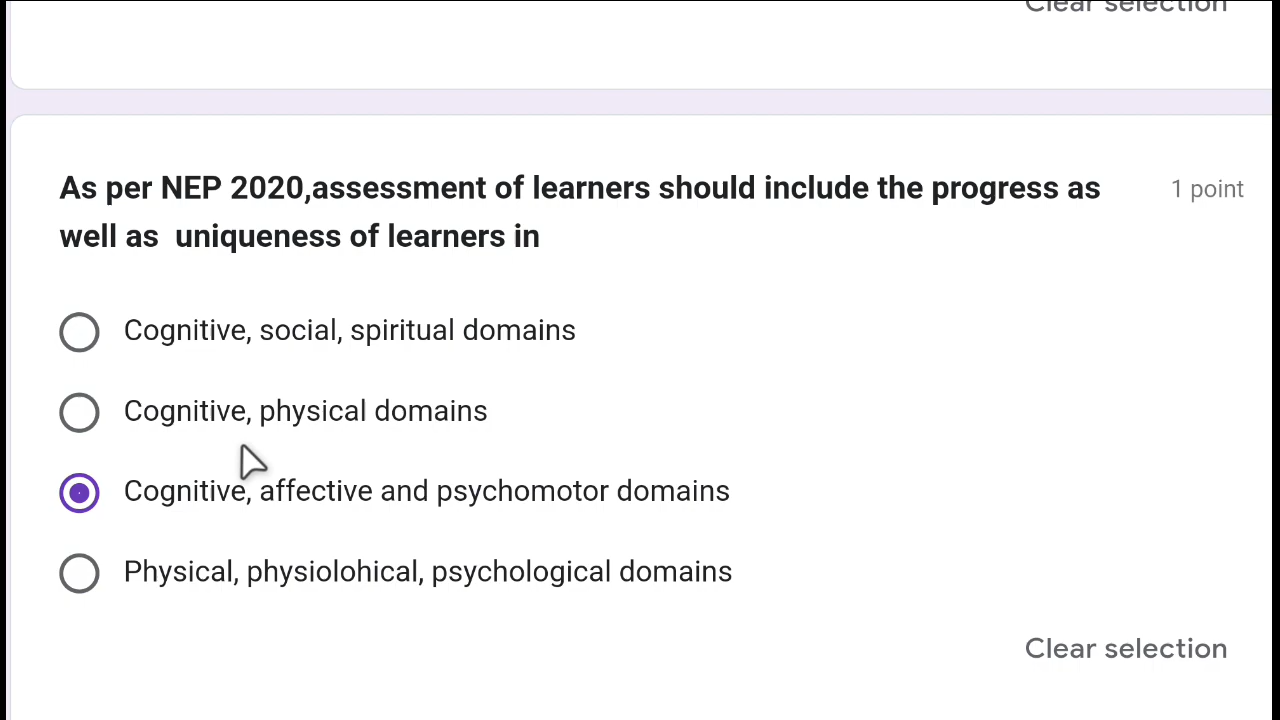 Clear selection
As per NEP 2020,assessment of learners should include the progress as
1 point
well as  uniqueness of learners in
Cognitive, social, spiritual domains
Cognitive, physical domains
Cognitive, affective and psychomotor domains
Physical, physiolohical, psychological domains
Clear selection